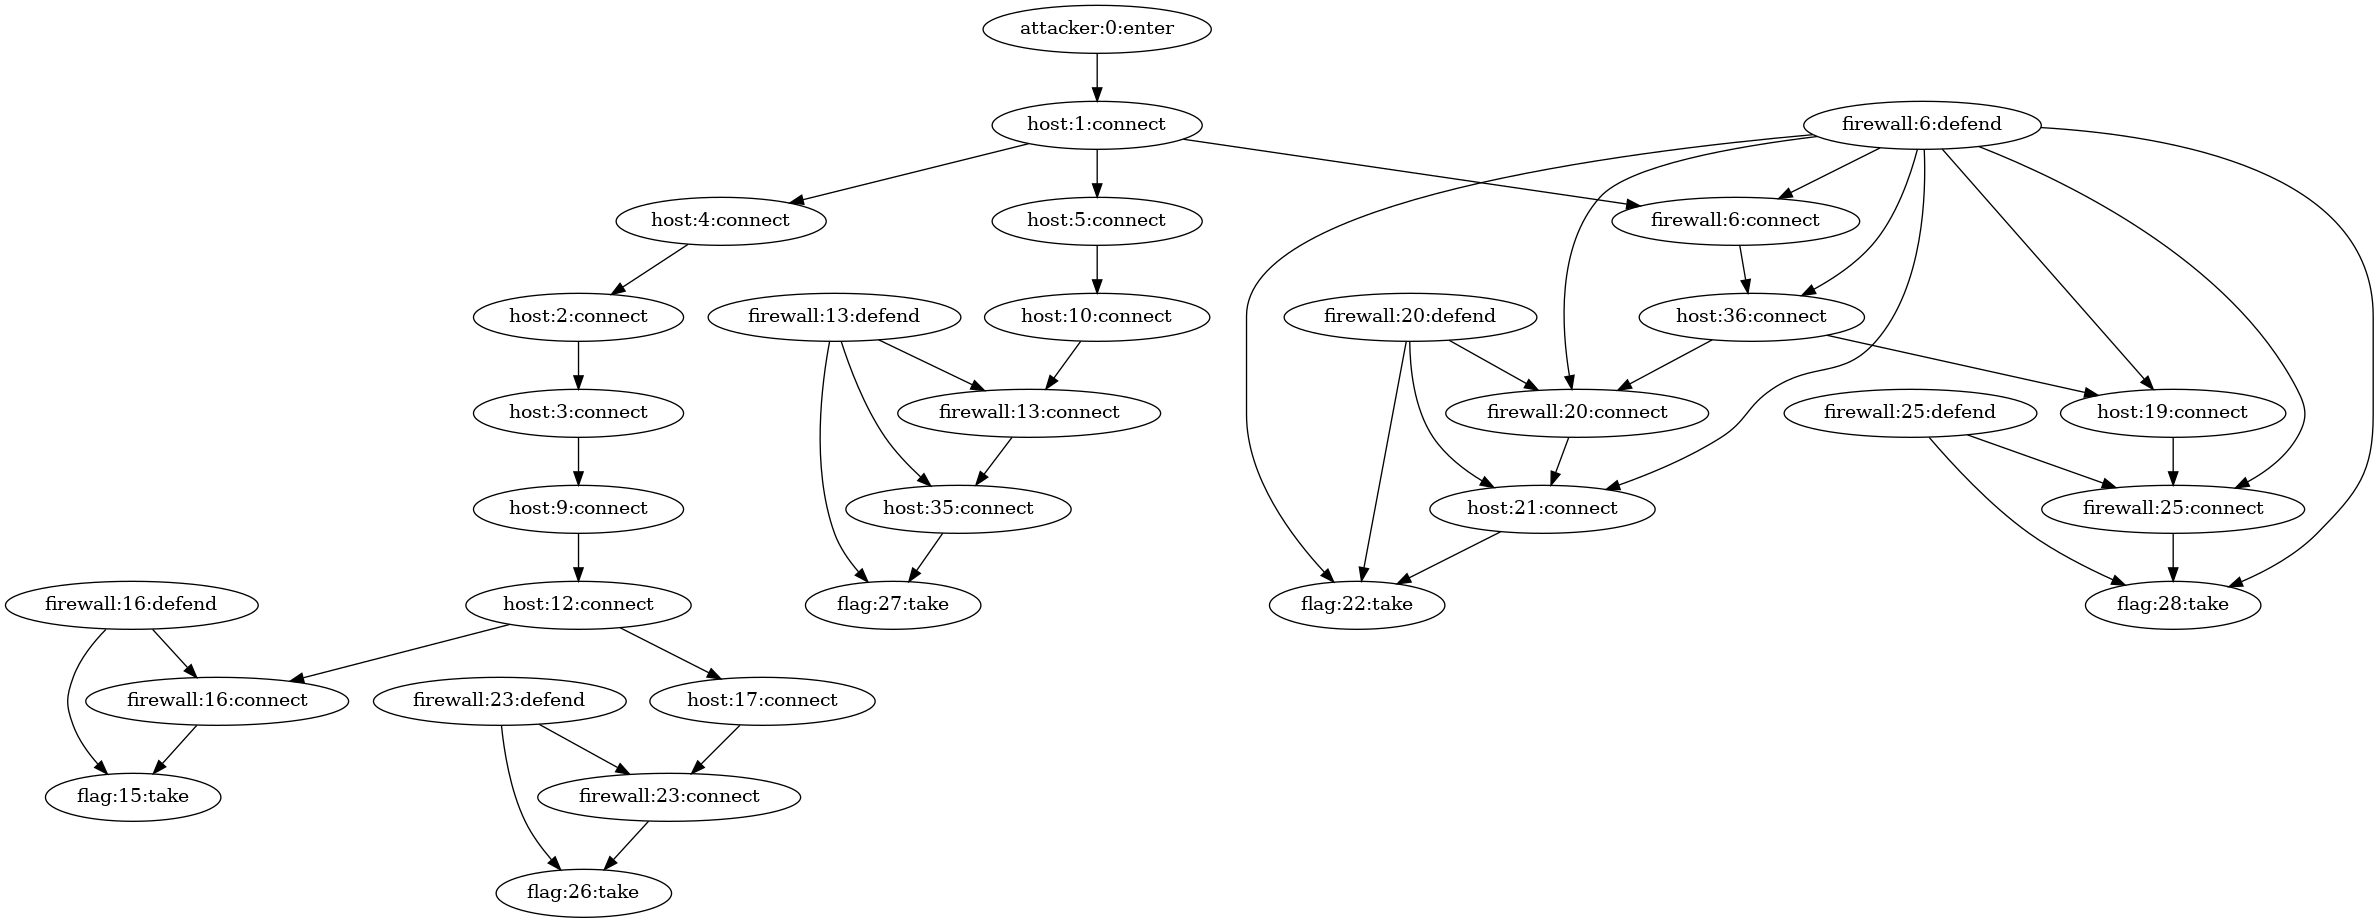 attacker:0:enter
host:1:connect
firewall:6:defend
host:4:connect
host:5:connect
firewall:6:connect
host:2:connect
firewall:13:defend
host:10:connect
firewall:20:defend
host:36:connect
host:3:connect
firewall:13:connect
firewall:20:connect
firewall:25:defend
host:19:connect
host:9:connect
host:35:connect
host:21:connect
firewall:25:connect
firewall:16:defend
host:12:connect
flag:27:take
flag:22:take
flag:28:take
firewall:16:connect
firewall:23:defend
host:17:connect
flag:15:take
firewall:23:connect
flag:26:take